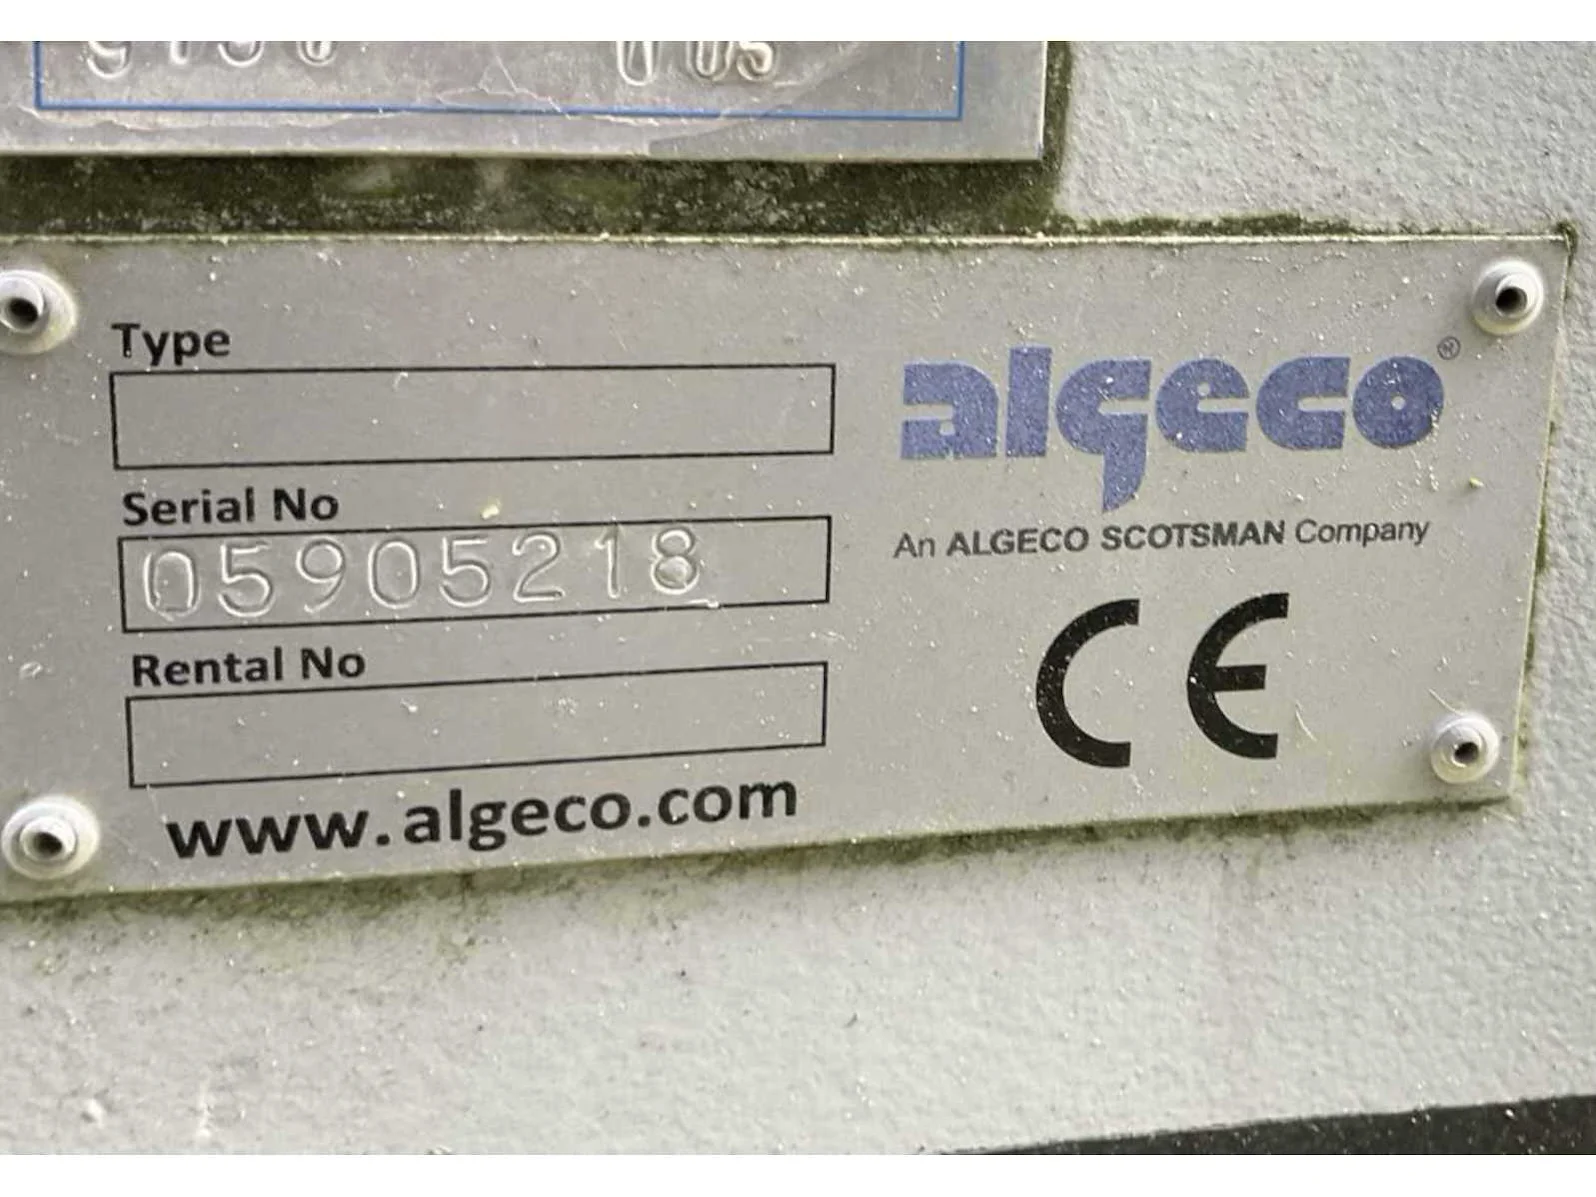 Type
algeco®
Serial No
05905218
An ALGECO SCOTSMAN Company
Rental No
CE
www.algeco.com